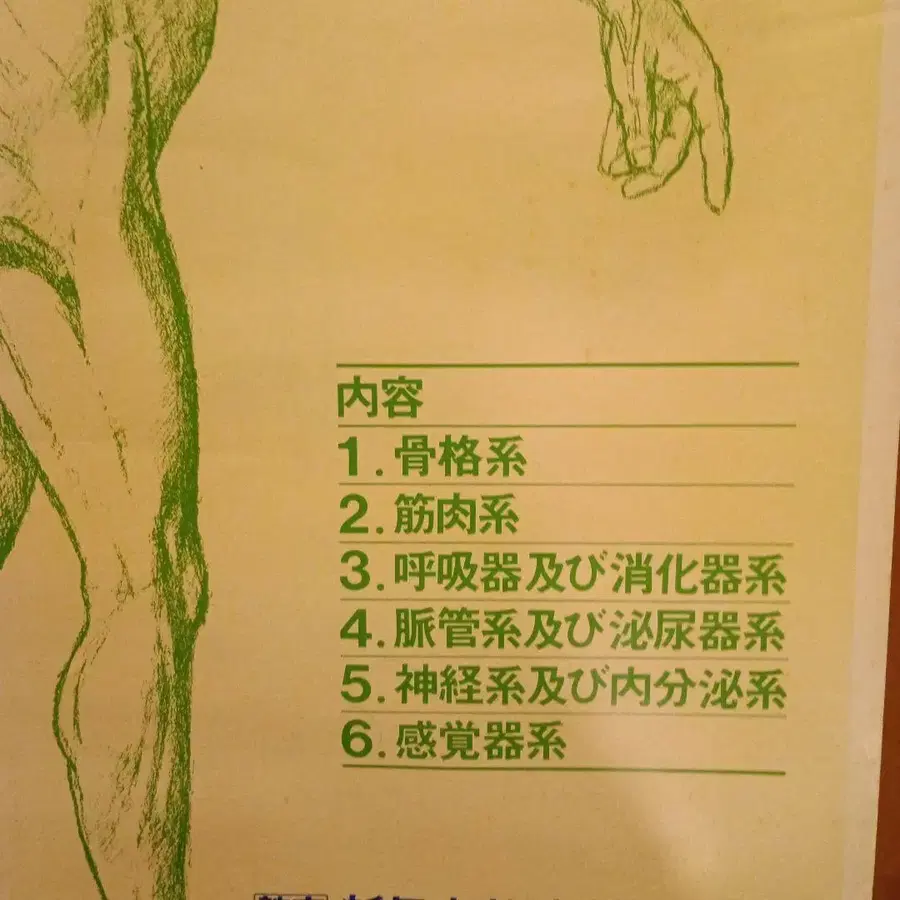 内容
1.骨格系
2.筋肉系
3.呼吸器及び消化器系
4.脈管系及び泌尿器系
5.神経系及び内分泌系
6.感覚器系